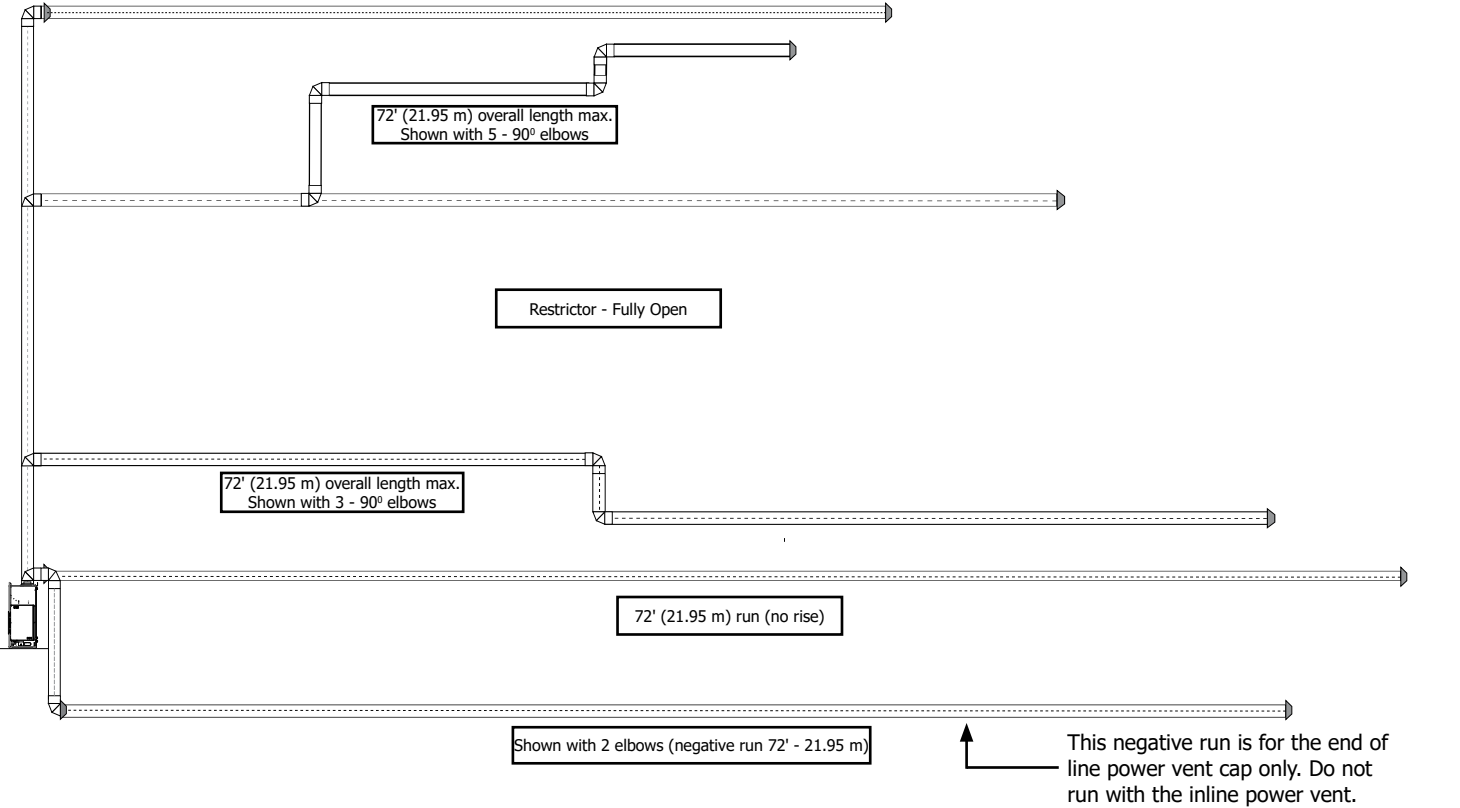 72' (21.95 m) overall length max.
Shown with 5 - 90⁰ elbows
Restrictor - Fully Open
72' (21.95 m) overall length max.
Shown with 3 - 90⁰ elbows
72' (21.95 m) run (no rise)
Shown with 2 elbows (negative run 72' - 21.95 m)
This negative run is for the end of
line power vent cap only. Do not
run with the inline power vent.